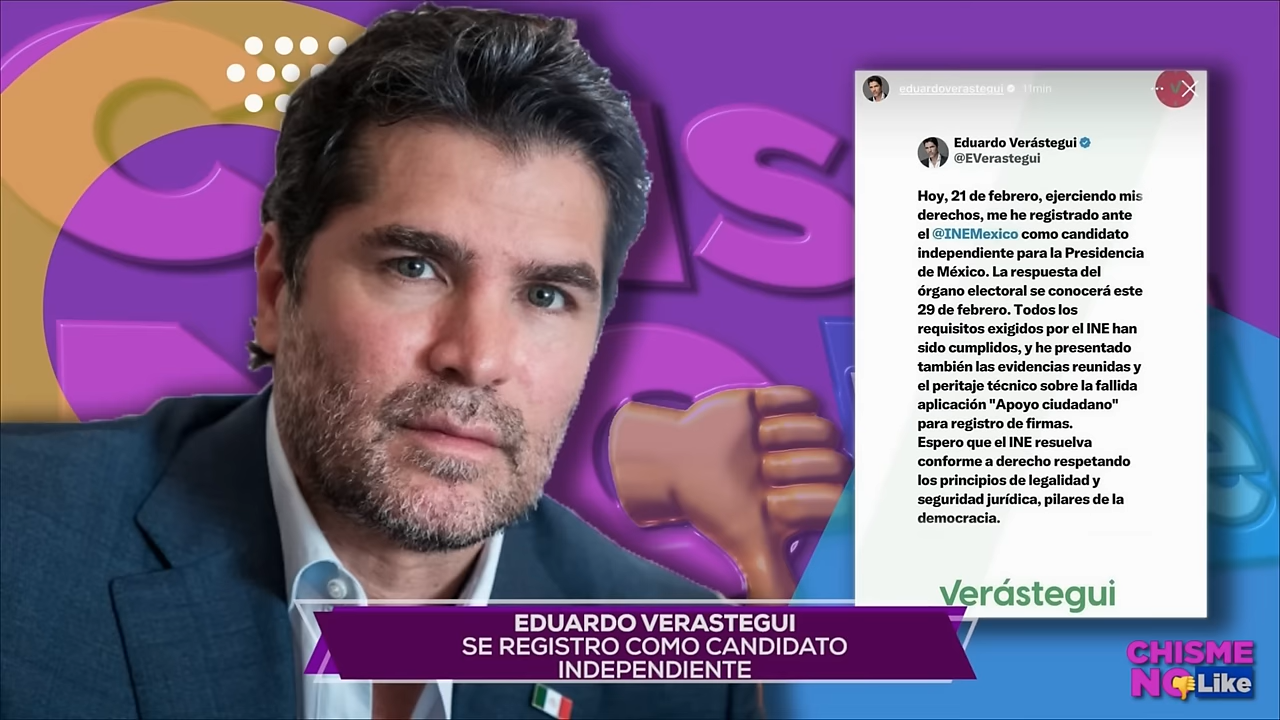 eduardoverastegui 11min
Eduardo Verástegui
@EVerastegui
Hoy, 21 de febrero, ejerciendo mis
derechos, me he registrado ante
el @INEMexico como candidato
independiente para la Presidencia
de México. La respuesta del
órgano electoral se conocerá este
29 de febrero. Todos los
requisitos exigidos por el INE han
sido cumplidos, y he presentado
también las evidencias reunidas y
el peritaje técnico sobre la fallida
aplicación "Apoyo ciudadano"
para registro de firmas.
Espero que el INE resuelva
conforme a derecho respetando
los principios de legalidad y
seguridad jurídica, pilares de la
democracia.
verástegui
EDUARDO VERASTEGUI
SE REGISTRO COMO CANDIDATO
INDEPENDIENTE
CHISME
NO Like